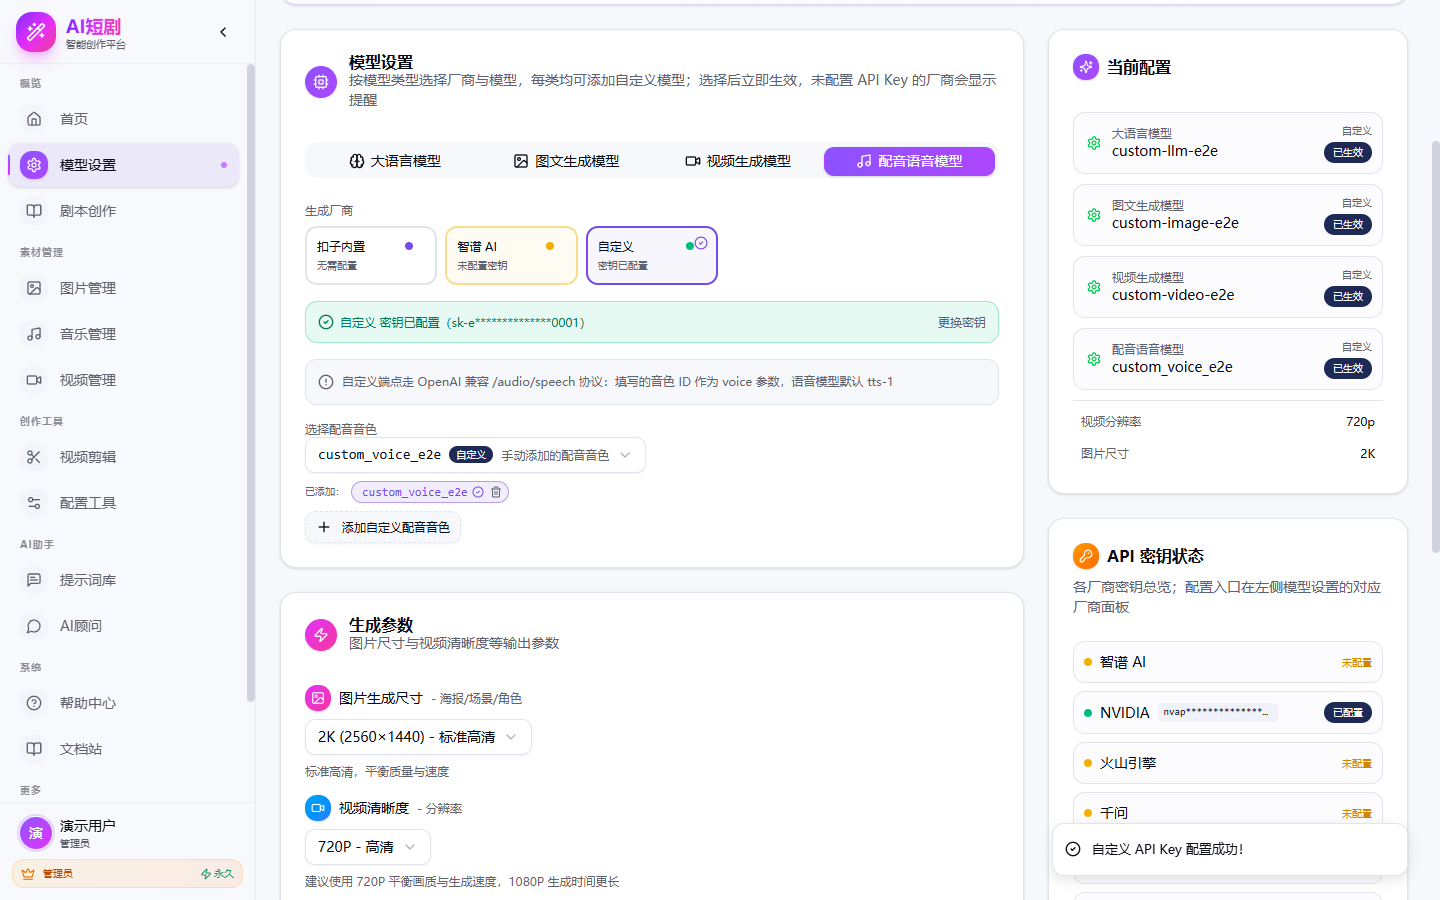 AI短剧
智能创作平台
概览
首页
模型设置
剧本创作
素材管理
图片管理
音乐管理
视频管理
创作工具
视频剪辑
配置工具
AI助手
提示词库
AI顾问
系统
帮助中心
文档站
更多
演
演示用户
管理员
管理员
永久
模型设置
按模型类型选择厂商与模型，每类均可添加自定义模型；选择后立即生效，未配置 API Key 的厂商会显示
提醒
大语言模型
图文生成模型
视频生成模型
配音语音模型
生成厂商
扣子内置
无需配置
智谱 AI
未配置密钥
自定义
密钥已配置
自定义 密钥已配置（sk-e**************0001）
更换密钥
自定义端点走 OpenAI 兼容 /audio/speech 协议：填写的音色 ID 作为 voice 参数，语音模型默认 tts-1
选择配音音色
custom_voice_e2e 自定义 手动添加的配音音色
已添加: custom_voice_e2e
添加自定义配音音色
生成参数
图片尺寸与视频清晰度等输出参数
图片生成尺寸 - 海报/场景/角色
2K (2560×1440) - 标准高清
标准高清，平衡质量与速度
视频清晰度 - 分辨率
720P - 高清
建议使用 720P 平衡画质与生成速度，1080P 生成时间更长
当前配置
大语言模型
自定义
custom-llm-e2e
已生效
图文生成模型
自定义
custom-image-e2e
已生效
视频生成模型
自定义
custom-video-e2e
已生效
配音语音模型
自定义
custom_voice_e2e
已生效
视频分辨率
720p
图片尺寸
2K
API 密钥状态
各厂商密钥总览；配置入口在左侧模型设置的对应
厂商面板
智谱 AI
未配置
NVIDIA
nvap**************…
已配置
火山引擎
未配置
千问
未配置
自定义 API Key 配置成功！